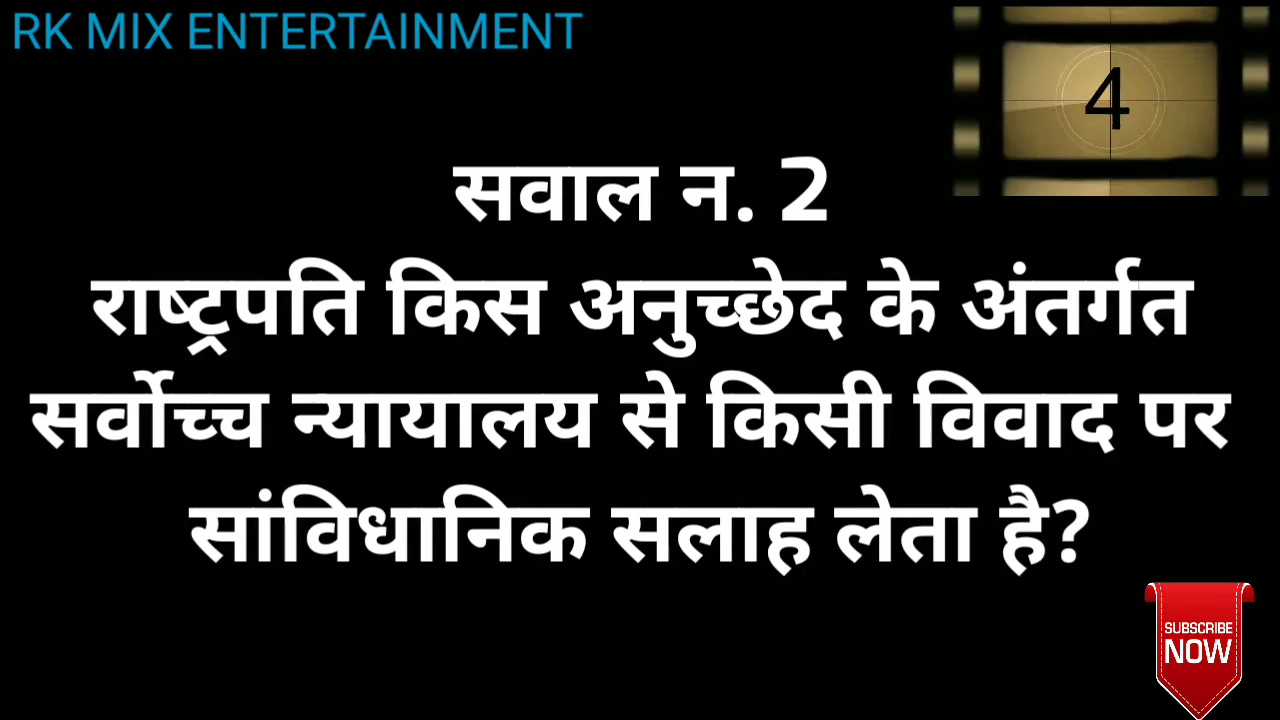 RK MIX ENTERTAINMENT
4
सवाल न. 2
राष्ट्रपति किस अनुच्छेद के अंतर्गत
सर्वोच्च न्यायालय से किसी विवाद पर
सांविधानिक सलाह लेता है?
SUBSCRIBE
NOW